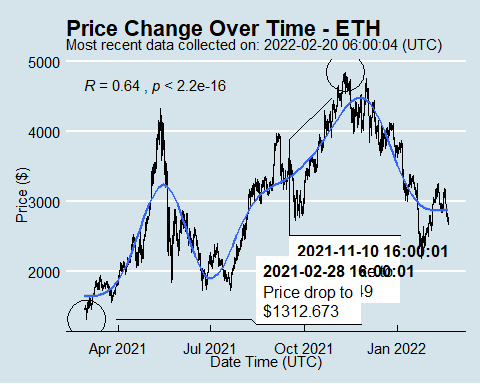 Price Change Over Time - ETH
Most recent data collected on: 2022-02-20 06:00:04 (UTC)
R = 0.64 , p < 2.2e-16
Price ($)
5000
4000
3000
2000
2021-11-10 16:00:01
2021-02-28 16:00:01
Price drop to
$1312.673
49
Apr 2021
Jul 2021
Oct 2021
Jan 2022
Date Time (UTC)